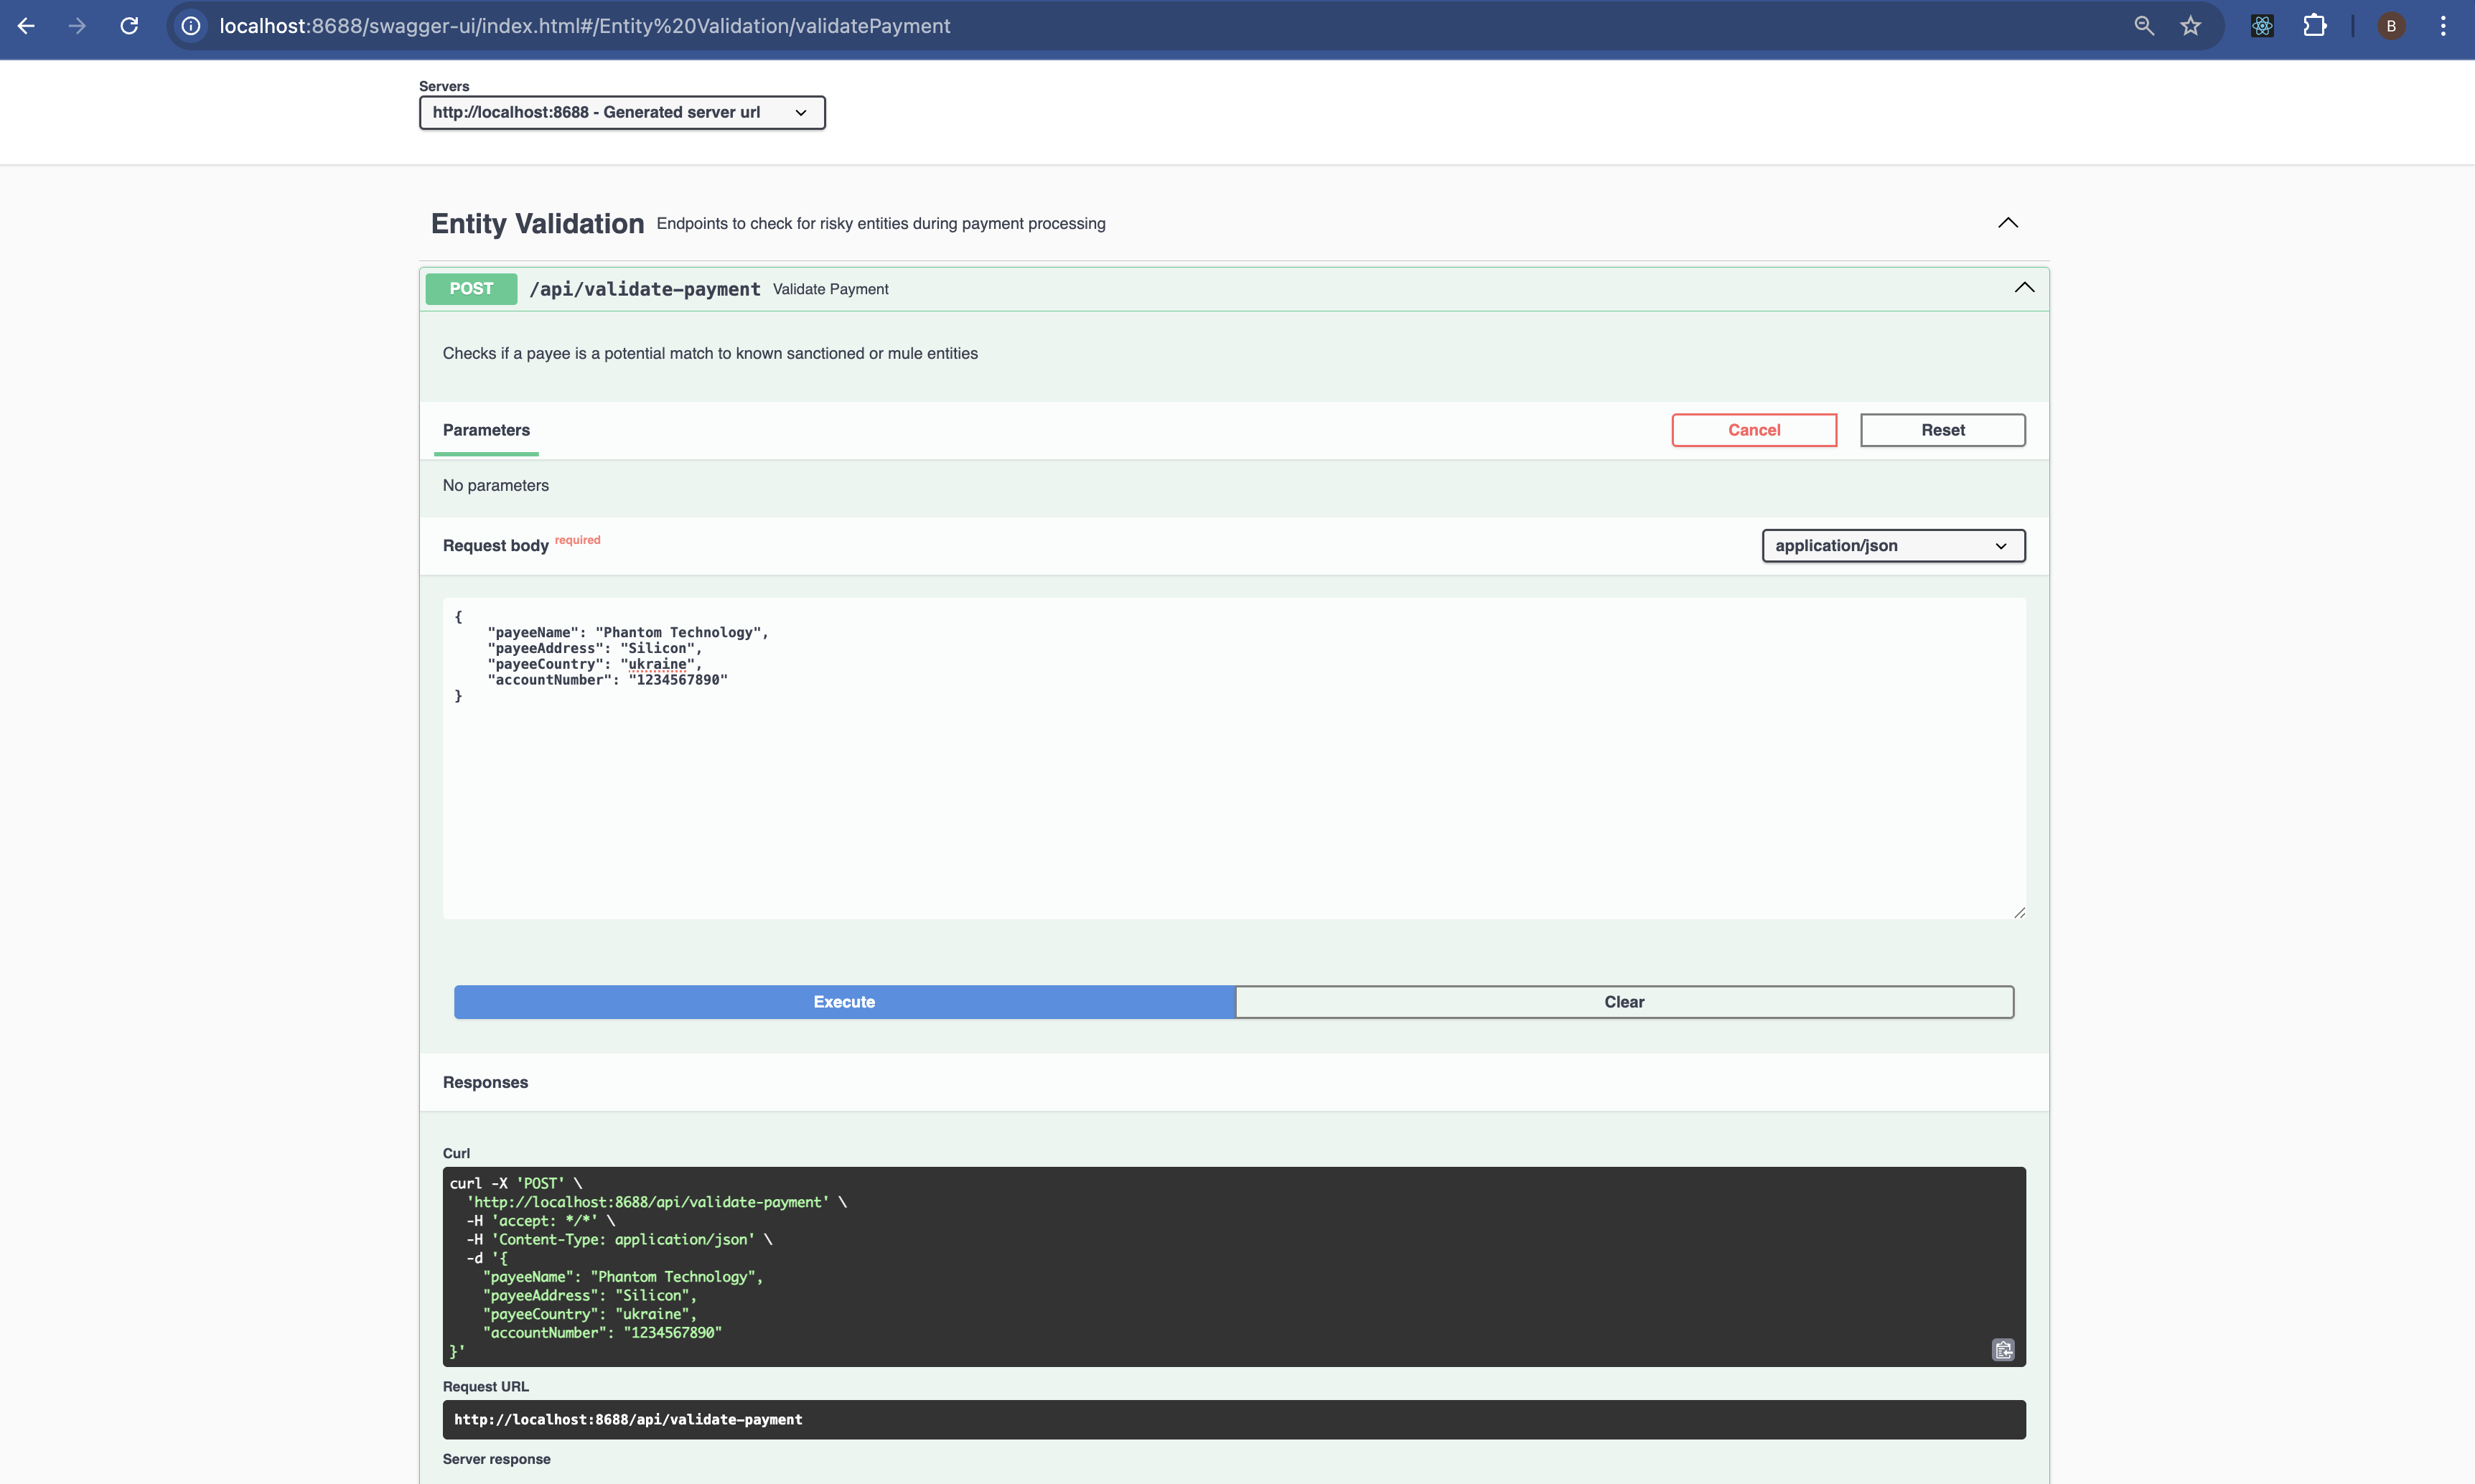 localhost:8688/swagger-ui/index.html#/Entity%20Validation/validatePayment
B
Servers
http://localhost:8688 - Generated server url
Entity Validation Endpoints to check for risky entities during payment processing
POST /api/validate-payment Validate Payment
Checks if a payee is a potential match to known sanctioned or mule entities
Parameters
Cancel
Reset
No parameters
Request body required
application/json
{
    "payeeName": "Phantom Technology",
    "payeeAddress": "Silicon",
    "payeeCountry": "ukraine",
    "accountNumber": "1234567890"
}
Execute
Clear
Responses
Curl
curl -X 'POST' \
  'http://localhost:8688/api/validate-payment' \
  -H 'accept: */*' \
  -H 'Content-Type: application/json' \
  -d '{
    "payeeName": "Phantom Technology",
    "payeeAddress": "Silicon",
    "payeeCountry": "ukraine",
    "accountNumber": "1234567890"
}'
Request URL
http://localhost:8688/api/validate-payment
Server response